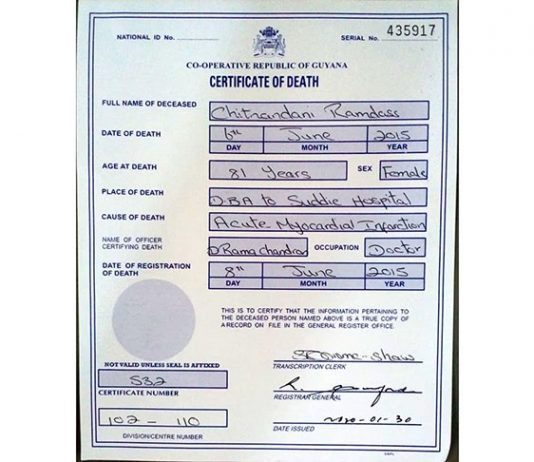 NATIONAL ID No.
SERIAL No. 435917
CO-OPERATIVE REPUBLIC OF GUYANA
CERTIFICATE OF DEATH
FULL NAME OF DECEASED Chitnandani Ramdass
DATE OF DEATH 6th June 2015
DAY MONTH YEAR
AGE AT DEATH 81 Years SEX Female
PLACE OF DEATH D.B.A to Suddie Hospital
CAUSE OF DEATH Acute Myocardial Infarction
NAME OF OFFICER CERTIFYING DEATH D Rama Chandran OCCUPATION Doctor
DATE OF REGISTRATION OF DEATH 8th June 2015
DAY MONTH YEAR
THIS IS TO CERTIFY THAT THE INFORMATION PERTAINING TO
THE DECEASED PERSON NAMED ABOVE IS A TRUE COPY OF
A RECORD ON FILE IN THE GENERAL REGISTER OFFICE.
TRANSCRIPTION CLERK
NOT VALID UNLESS SEAL IS AFFIXED
532
CERTIFICATE NUMBER
REGISTRAR GENERAL
102 - 110
DIVISION/CENTRE NUMBER
-01-30
DATE ISSUED